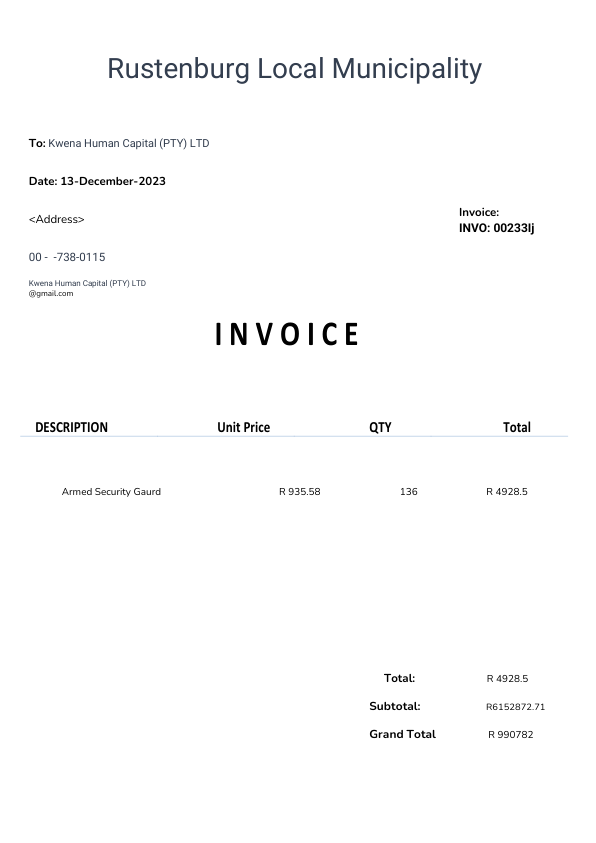 Rustenburg Local Municipality
To: Kwena Human Capital (PTY) LTD
Date: 13-December-2023
<Address>
Invoice:
INVO: 00233lj
00 -  -738-0115
Kwena Human Capital (PTY) LTD
@gmail.com
INVOICE
DESCRIPTION Unit Price QTY Total
Armed Security Gaurd R 935.58 136 R 4928.5
Total: R 4928.5
Subtotal: R6152872.71
Grand Total R 990782